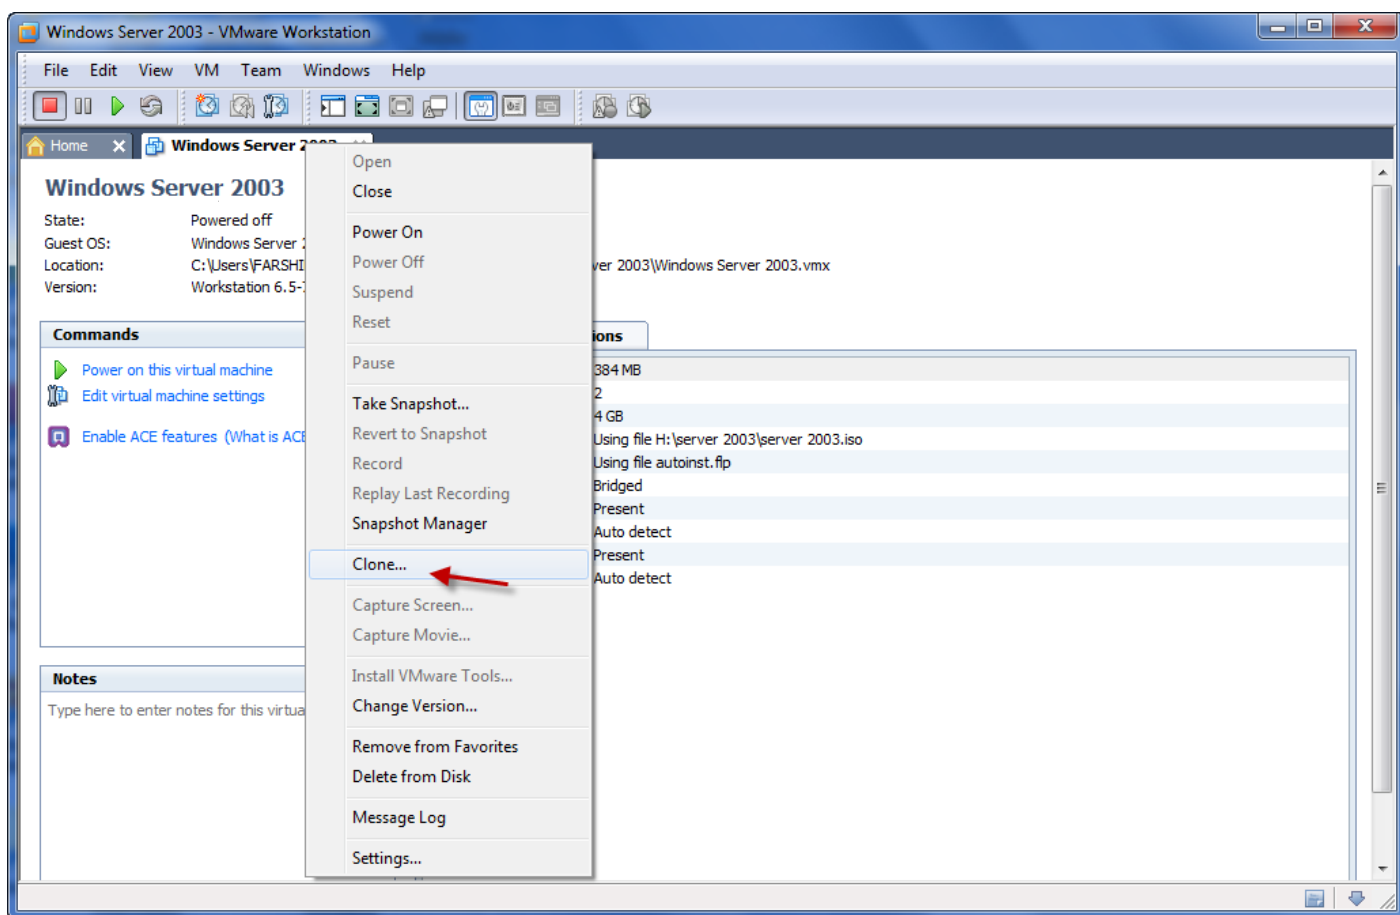 Windows Server 2003 - VMware Workstation
File Edit View VM Team Windows Help
Home Windows Server
Windows Server 2003
State: Powered off
Guest OS: Windows Server
Location: C:\Users\FARSHI ver 2003\Windows Server 2003.vmx
Version: Workstation 6.5-
Commands
Power on this virtual machine
Edit virtual machine settings
Enable ACE features (What is ACE
ions
384 MB
2
4 GB
Using file H:\server 2003\server 2003.iso
Using file autoinst.flp
Bridged
Present
Auto detect
Present
Auto detect
Notes
Type here to enter notes for this virtua
Open
Close
Power On
Power Off
Suspend
Reset
Pause
Take Snapshot...
Revert to Snapshot
Record
Replay Last Recording
Snapshot Manager
Clone...
Capture Screen...
Capture Movie...
Install VMware Tools...
Change Version...
Remove from Favorites
Delete from Disk
Message Log
Settings...